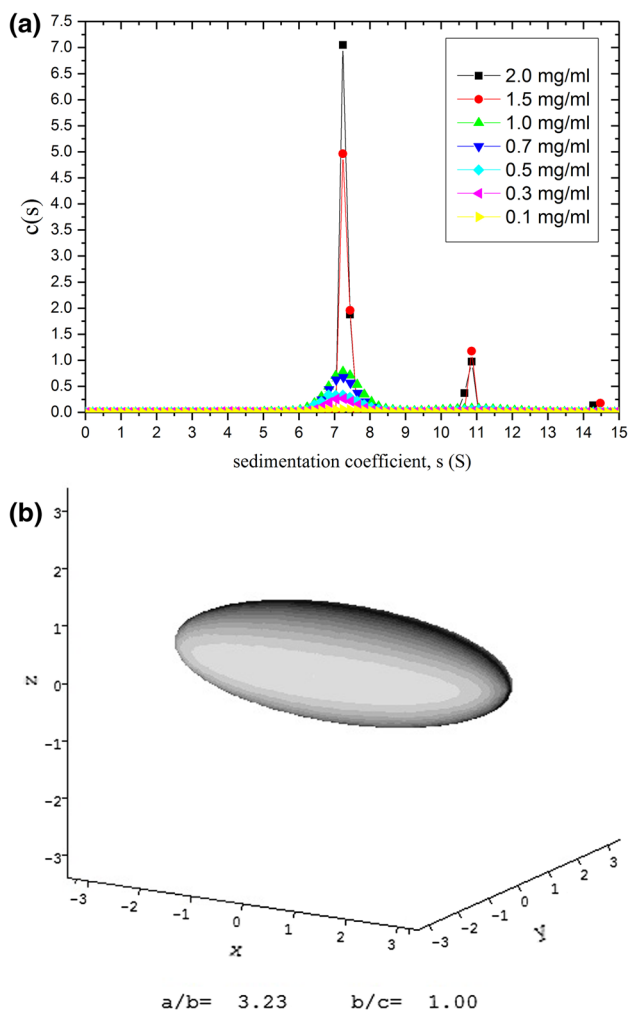 (a)
7.5
7.0
6.5
6.0
5.5
5.0
4.5
4.0
3.5
3.0
2.5
2.0
1.5
1.0
0.5
0.0
c(s)
2.0 mg/ml
1.5 mg/ml
1.0 mg/ml
0.7 mg/ml
0.5 mg/ml
0.3 mg/ml
0.1 mg/ml
0 1 2 3 4 5 6 7 8 9 10 11 12 13 14 15
sedimentation coefficient, s (S)
(b)
3
2
1
0
-1
-2
-3
z
-3 -2 -1 0 1 2 3
x
-3 -2 -1 0 1 2 3
y
a/b= 3.23 b/c= 1.00